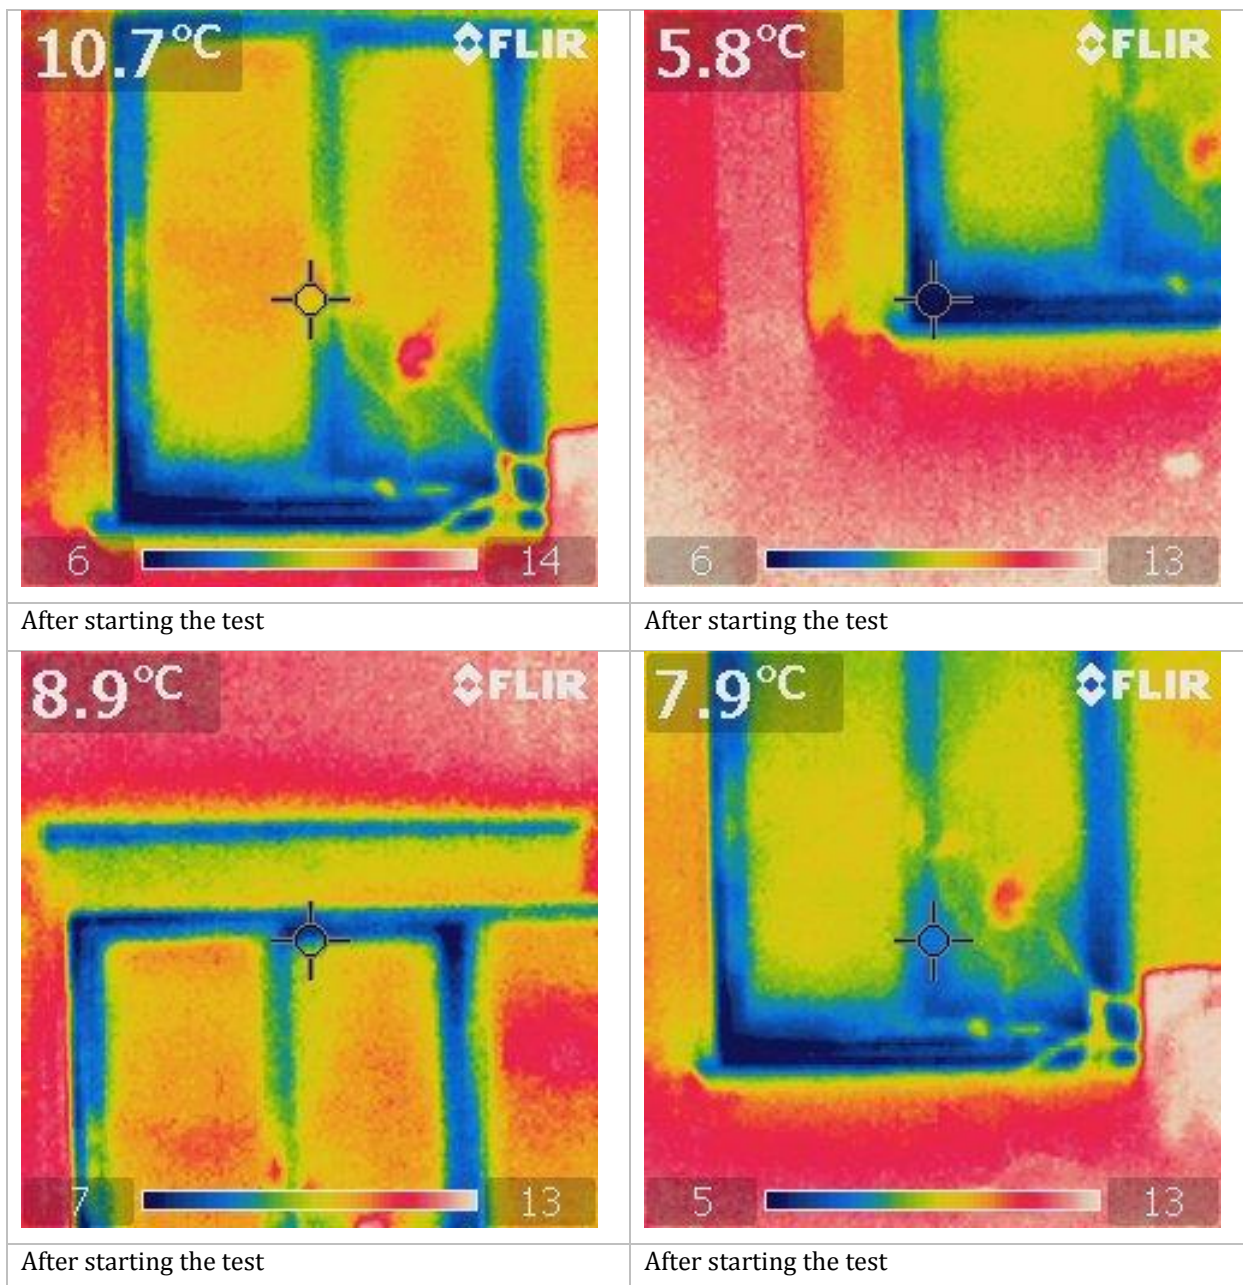 10.7°C FLIR
5.8°C FLIR
6 14
6 13
After starting the test
After starting the test
8.9°C FLIR
7.9°C FLIR
7 13
5 13
After starting the test
After starting the test